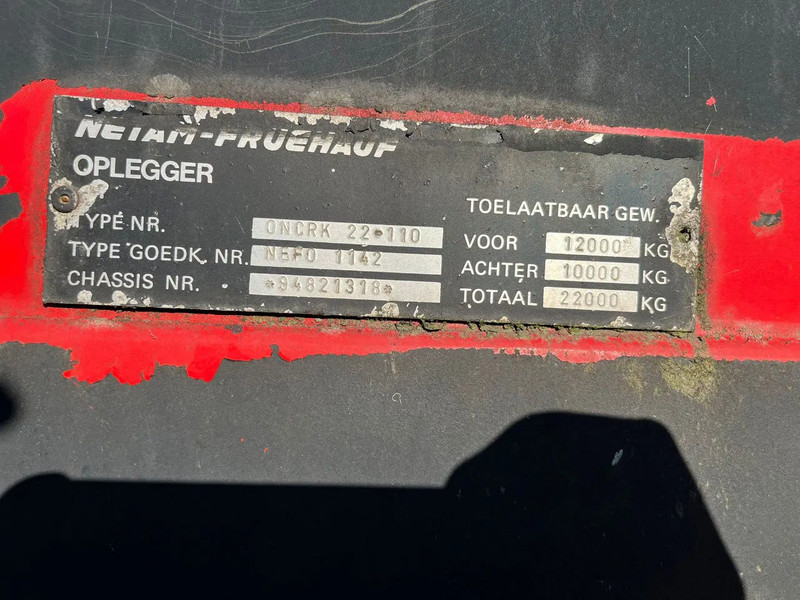 NETAM-FRUEHAUF
OPLEGGER
TYPE NR. ONCRK 22-110
TYPE GOEDK. NR. NEFO 1142
CHASSIS NR. *94821318*
TOELAATBAAR GEW.
VOOR 12000 KG
ACHTER 10000 KG
TOTAAL 22000 KG